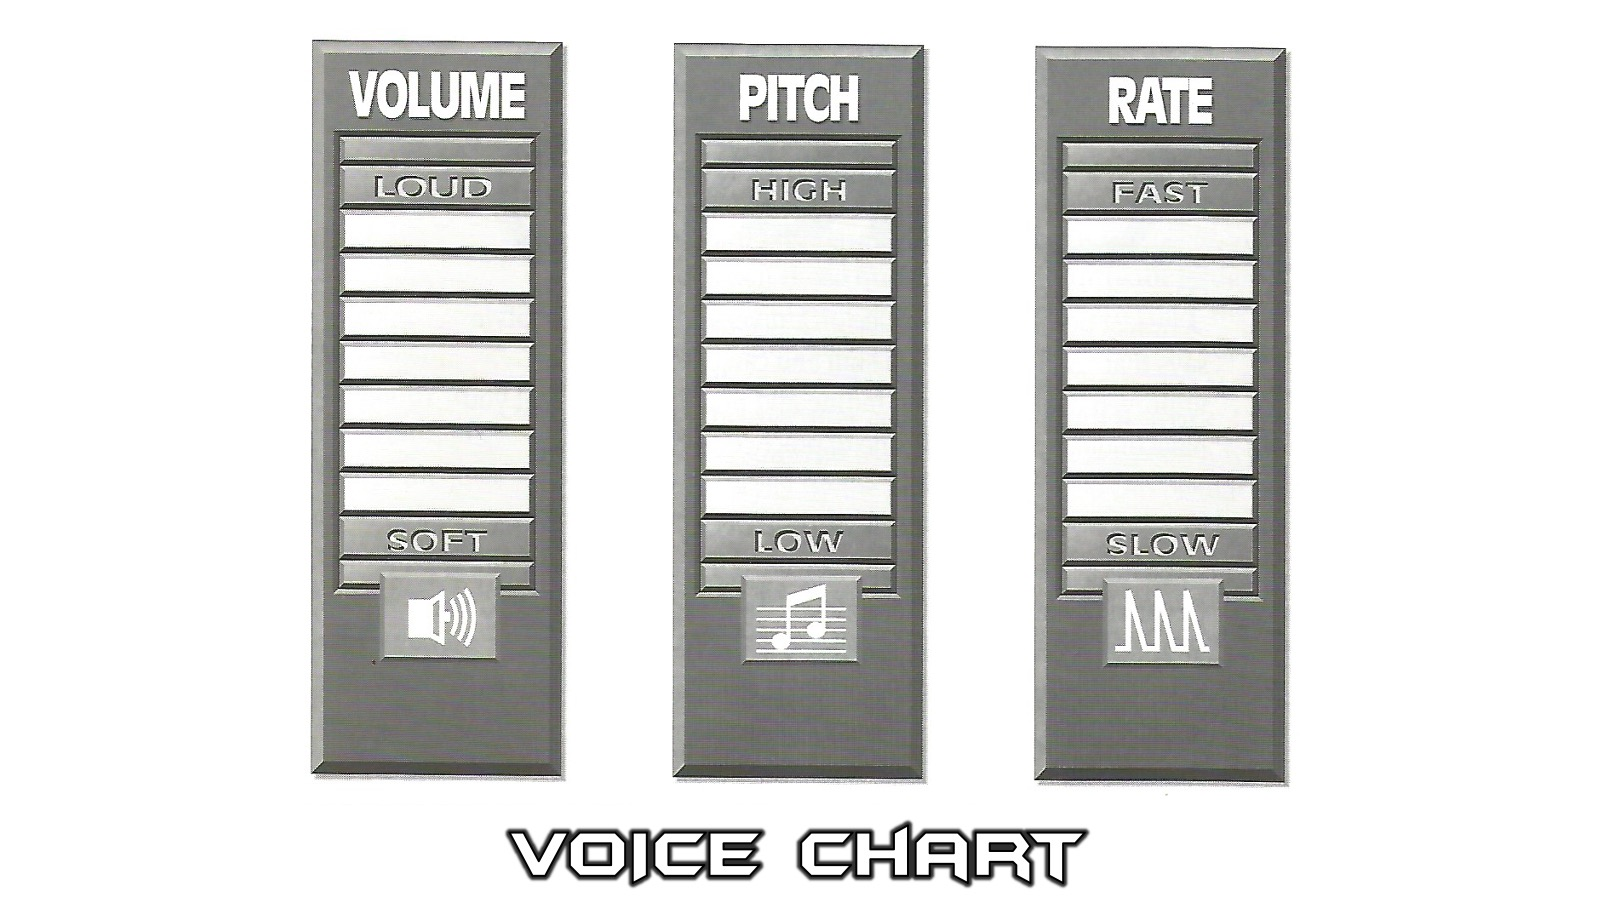 VOLUME
LOUD
SOFT
PITCH
HIGH
LOW
RATE
FAST
SLOW
VOICE CHART